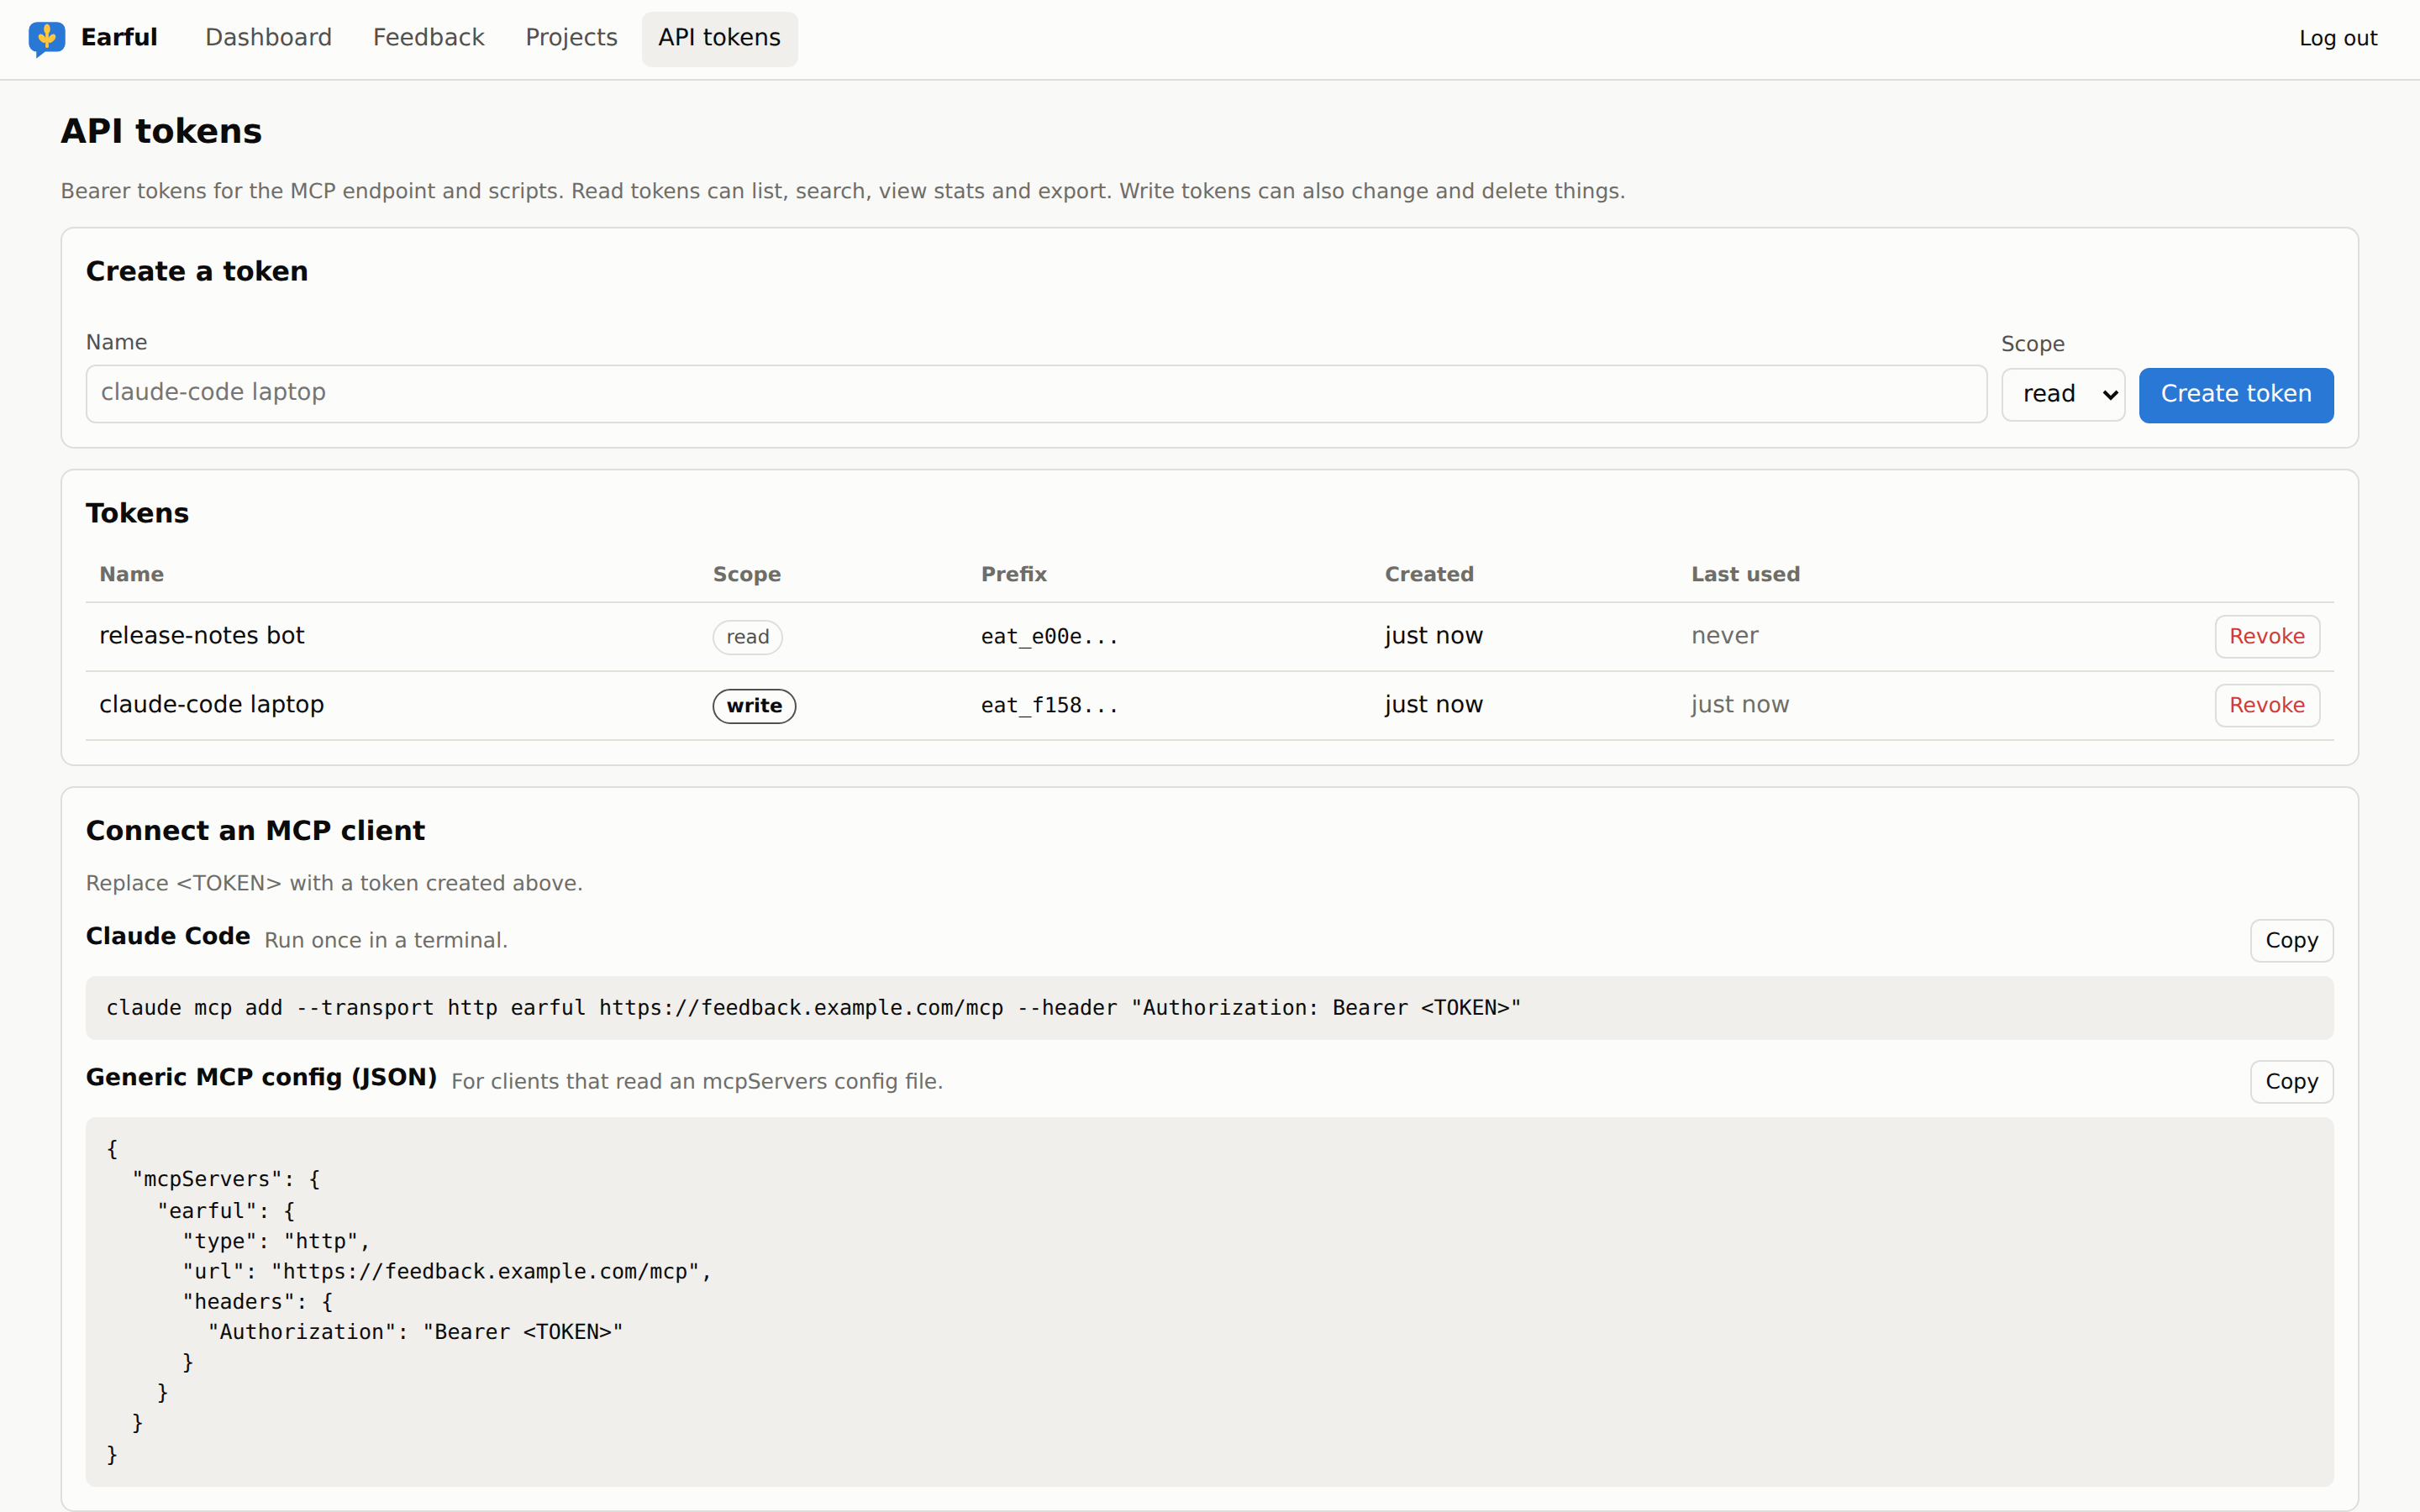 Earful Dashboard Feedback Projects API tokens Log out
API tokens
Bearer tokens for the MCP endpoint and scripts. Read tokens can list, search, view stats and export. Write tokens can also change and delete things.
Create a token
Name Scope
claude-code laptop read Create token
Tokens
Name Scope Prefix Created Last used
release-notes bot read eat_e00e... just now never Revoke
claude-code laptop write eat_f158... just now just now Revoke
Connect an MCP client
Replace <TOKEN> with a token created above.
Claude Code Run once in a terminal. Copy
claude mcp add --transport http earful https://feedback.example.com/mcp --header "Authorization: Bearer <TOKEN>"
Generic MCP config (JSON) For clients that read an mcpServers config file. Copy
{
  "mcpServers": {
    "earful": {
      "type": "http",
      "url": "https://feedback.example.com/mcp",
      "headers": {
        "Authorization": "Bearer <TOKEN>"
      }
    }
  }
}